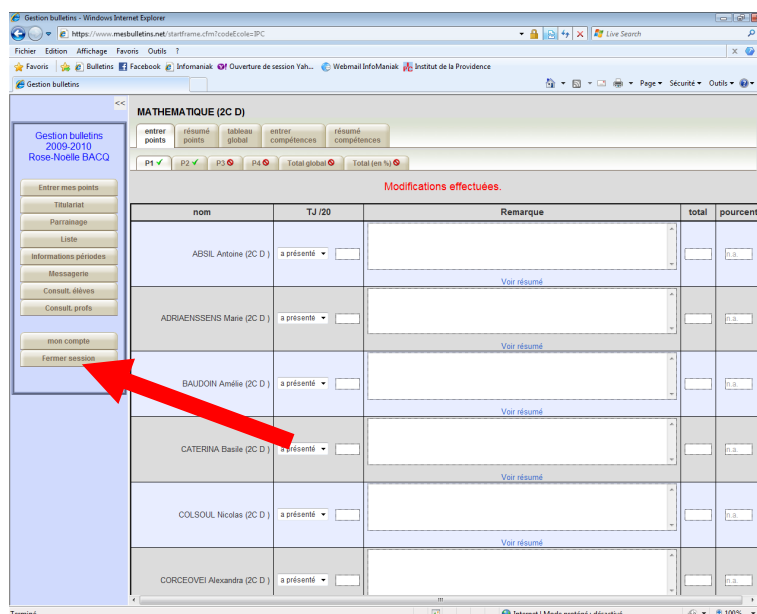 Gestion bulletins - Windows Internet Explorer
https://www.mesbulletins.net/startframe.cfm?codeEcole=IPC
Live Search
Fichier Edition Affichage Favoris Outils ?
Favoris Bulletins Facebook Infomaniak Ouverture de session Yah... Webmail InfoManiak Institut de la Providence
Gestion bulletins
Page Sécurité Outils
<<
Gestion bulletins
2009-2010
Rose-Noëlle BACQ
Entrer mes points
Titulariat
Parrainage
Liste
Informations périodes
Messagerie
Consult. élèves
Consult. profs
mon compte
Fermer session
MATHEMATIQUE (2C D)
entrer points résumé points tableau global entrer compétences résumé compétences
P1 P2 P3 P4 Total global Total (en %)
Modifications effectuées.
nom TJ /20 Remarque total pourcent
ABSIL Antoine (2C D ) a présenté n.a.
Voir résumé
ADRIAENSSENS Marie (2C D ) a présenté n.a.
Voir résumé
BAUDOIN Amélie (2C D ) a présenté n.a.
Voir résumé
CATERINA Basile (2C D ) a présenté n.a.
Voir résumé
COLSOUL Nicolas (2C D ) a présenté n.a.
Voir résumé
CORCEOVEI Alexandra (2C D ) a présenté n.a.
Terminé Internet | Mode protégé : désactivé 100%